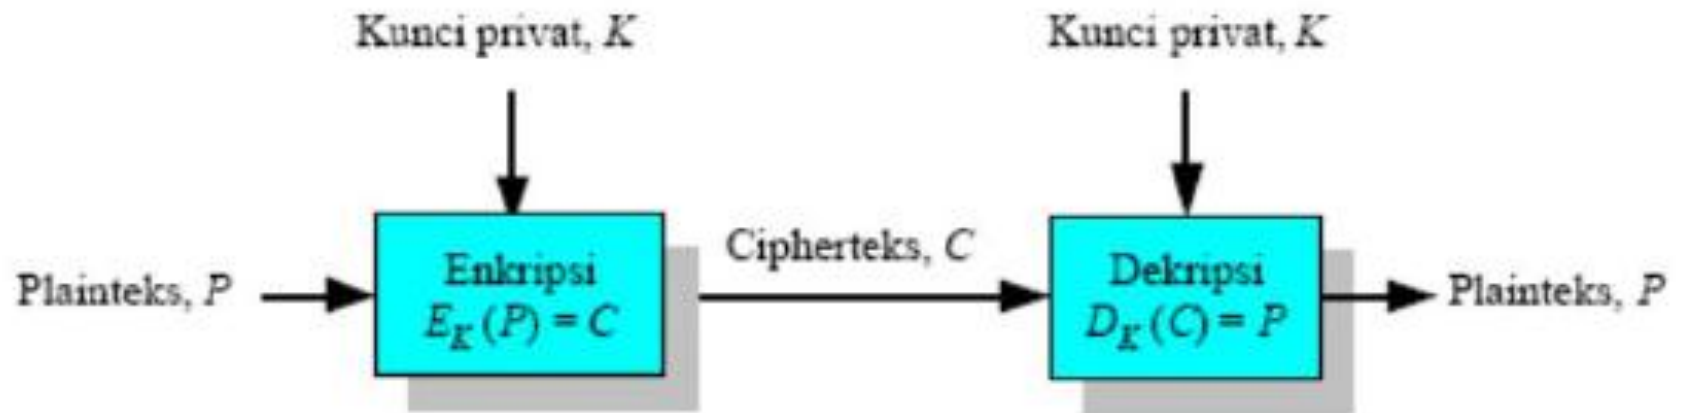 Kunci privat, K
Kunci privat, K
Plainteks, P
Enkripsi
E_K (P) = C
Cipherteks, C
Dekripsi
D_K (C) = P
Plainteks, P